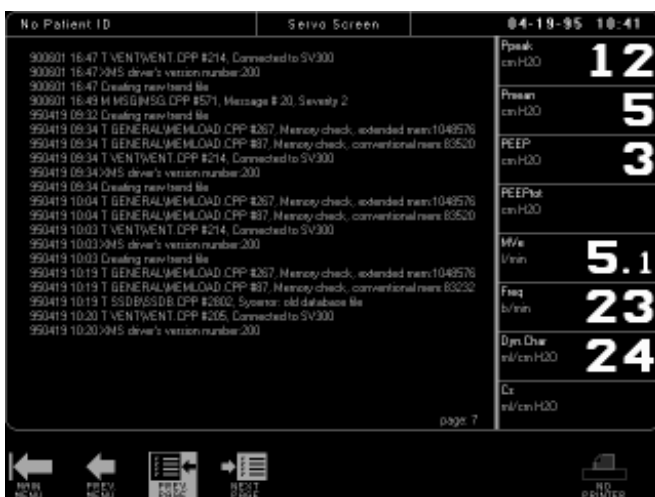 No Patient ID
Servo Screen
04-19-95 10:41
900601 16:47 T VENT\VENT.CPP #214, Connected to SV300
900601 16:47 XMS driver's version number:200
900601 16:47 Creating new trend file
900601 16:49 M MSG\MSG.CPP #571, Message # 20, Severity 2
950419 09:32 Creating new trend file
950419 09:34 T GENERAL\MEMLOAD.CPP #267, Memory check, extended mem:1048576
950419 09:34 T GENERAL\MEMLOAD.CPP #87, Memory check, conventional mem:83520
950419 09:34 T VENT\VENT.CPP #214, Connected to SV300
950419 09:34 XMS driver's version number:200
950419 09:34 Creating new trend file
950419 10:04 T GENERAL\MEMLOAD.CPP #267, Memory check, extended mem:1048576
950419 10:04 T GENERAL\MEMLOAD.CPP #87, Memory check, conventional mem:83520
950419 10:03 T VENT\VENT.CPP #214, Connected to SV300
950419 10:03 XMS driver's version number:200
950419 10:03 Creating new trend file
950419 10:19 T GENERAL\MEMLOAD.CPP #267, Memory check, extended mem:1048576
950419 10:19 T GENERAL\MEMLOAD.CPP #87, Memory check, conventional mem:83232
950419 10:19 T SSDB\SSDB.CPP #2802, Syserror: old database file
950419 10:20 T VENT\VENT.CPP #205, Connected to SV300
950419 10:20 XMS driver's version number:200
page: 7
Ppeak
cmH2O
12
Pmean
cmH2O
5
PEEP
cmH2O
3
PEEPtot
cmH2O
MVe
l/min
5.1
Freq
b/min
23
Dyn.Char
ml/cmH2O
24
Cs
ml/cmH2O
MAIN
MENU
PREV.
MENU
PREV.
PAGE
NEXT
PAGE
NO
PRINTER